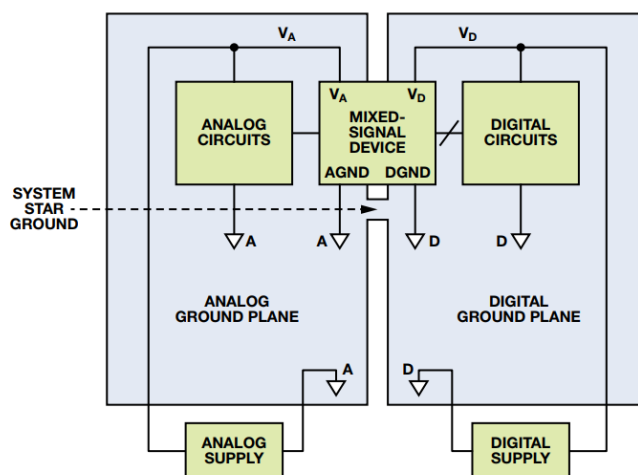 VA
VD
VA
VD
ANALOG
CIRCUITS
MIXED-
SIGNAL
DEVICE
DIGITAL
CIRCUITS
AGND
DGND
SYSTEM
STAR
GROUND
A
A
D
D
ANALOG
GROUND PLANE
DIGITAL
GROUND PLANE
A
D
ANALOG
SUPPLY
DIGITAL
SUPPLY